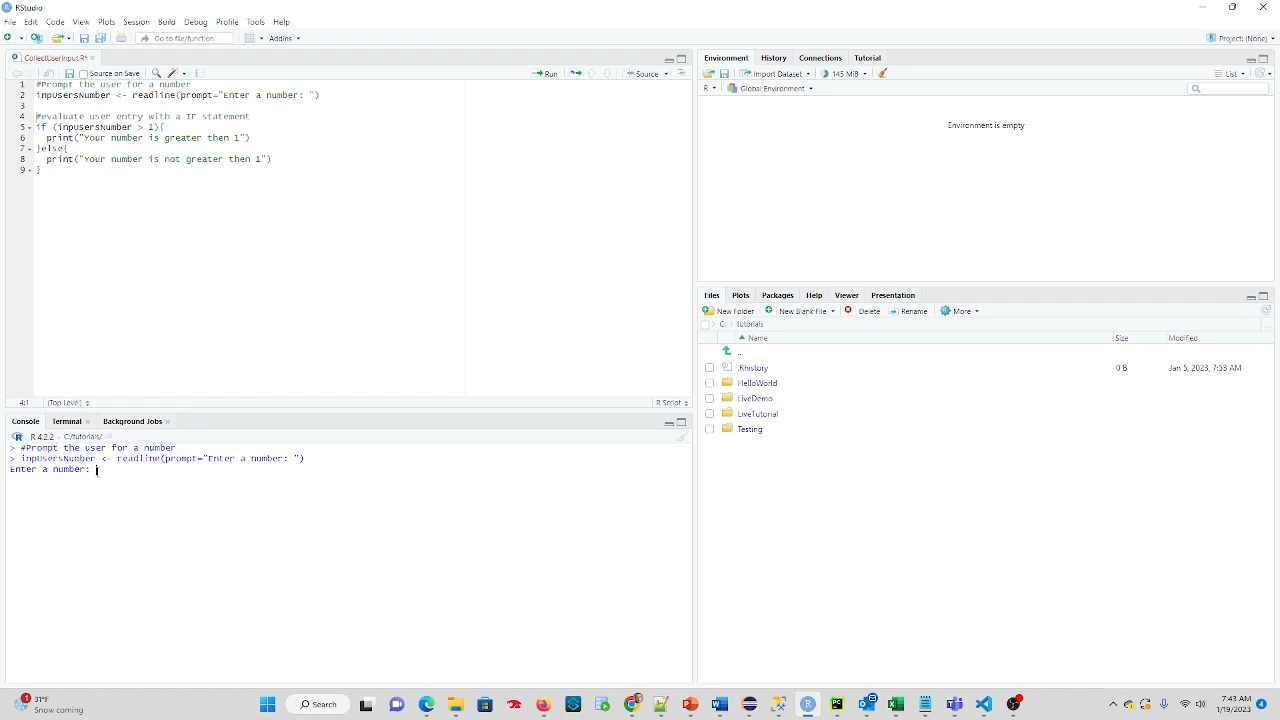 RStudio
File Edit Code View Plots Session Build Debug Profile Tools Help
Go to file/function Addins Project: (None)
CollectUserInput.R*
Source on Save Run Source
1 #Prompt the user for a number
2 inpUsersNumber <- readline(prompt="Enter a number: ")
3
4 #evaluate user entry with a IF statement
5 if (inpUsersNumber > 1){
6 print("Your number is greater then 1")
7 }else{
8 print("Your number is not greater then 1")
9 }
4:1 (Top Level) R Script
Console Terminal Background Jobs
R 4.2.2 · C:/tutorials/
> #Prompt the user for a number
> inpUsersNumber <- readline(prompt="Enter a number: ")
Enter a number:
Environment History Connections Tutorial
Import Dataset 145 MiB List
R Global Environment
Environment is empty
Files Plots Packages Help Viewer Presentation
New Folder New Blank File Delete Rename More
C: tutorials
Name Size Modified
..
.Rhistory 0 B Jan 5, 2023, 7:53 AM
HelloWorld
LiveDemo
LiveTutorial
Testing
1 31°F
Snow coming
Search
7:43 AM
1/19/2023 4